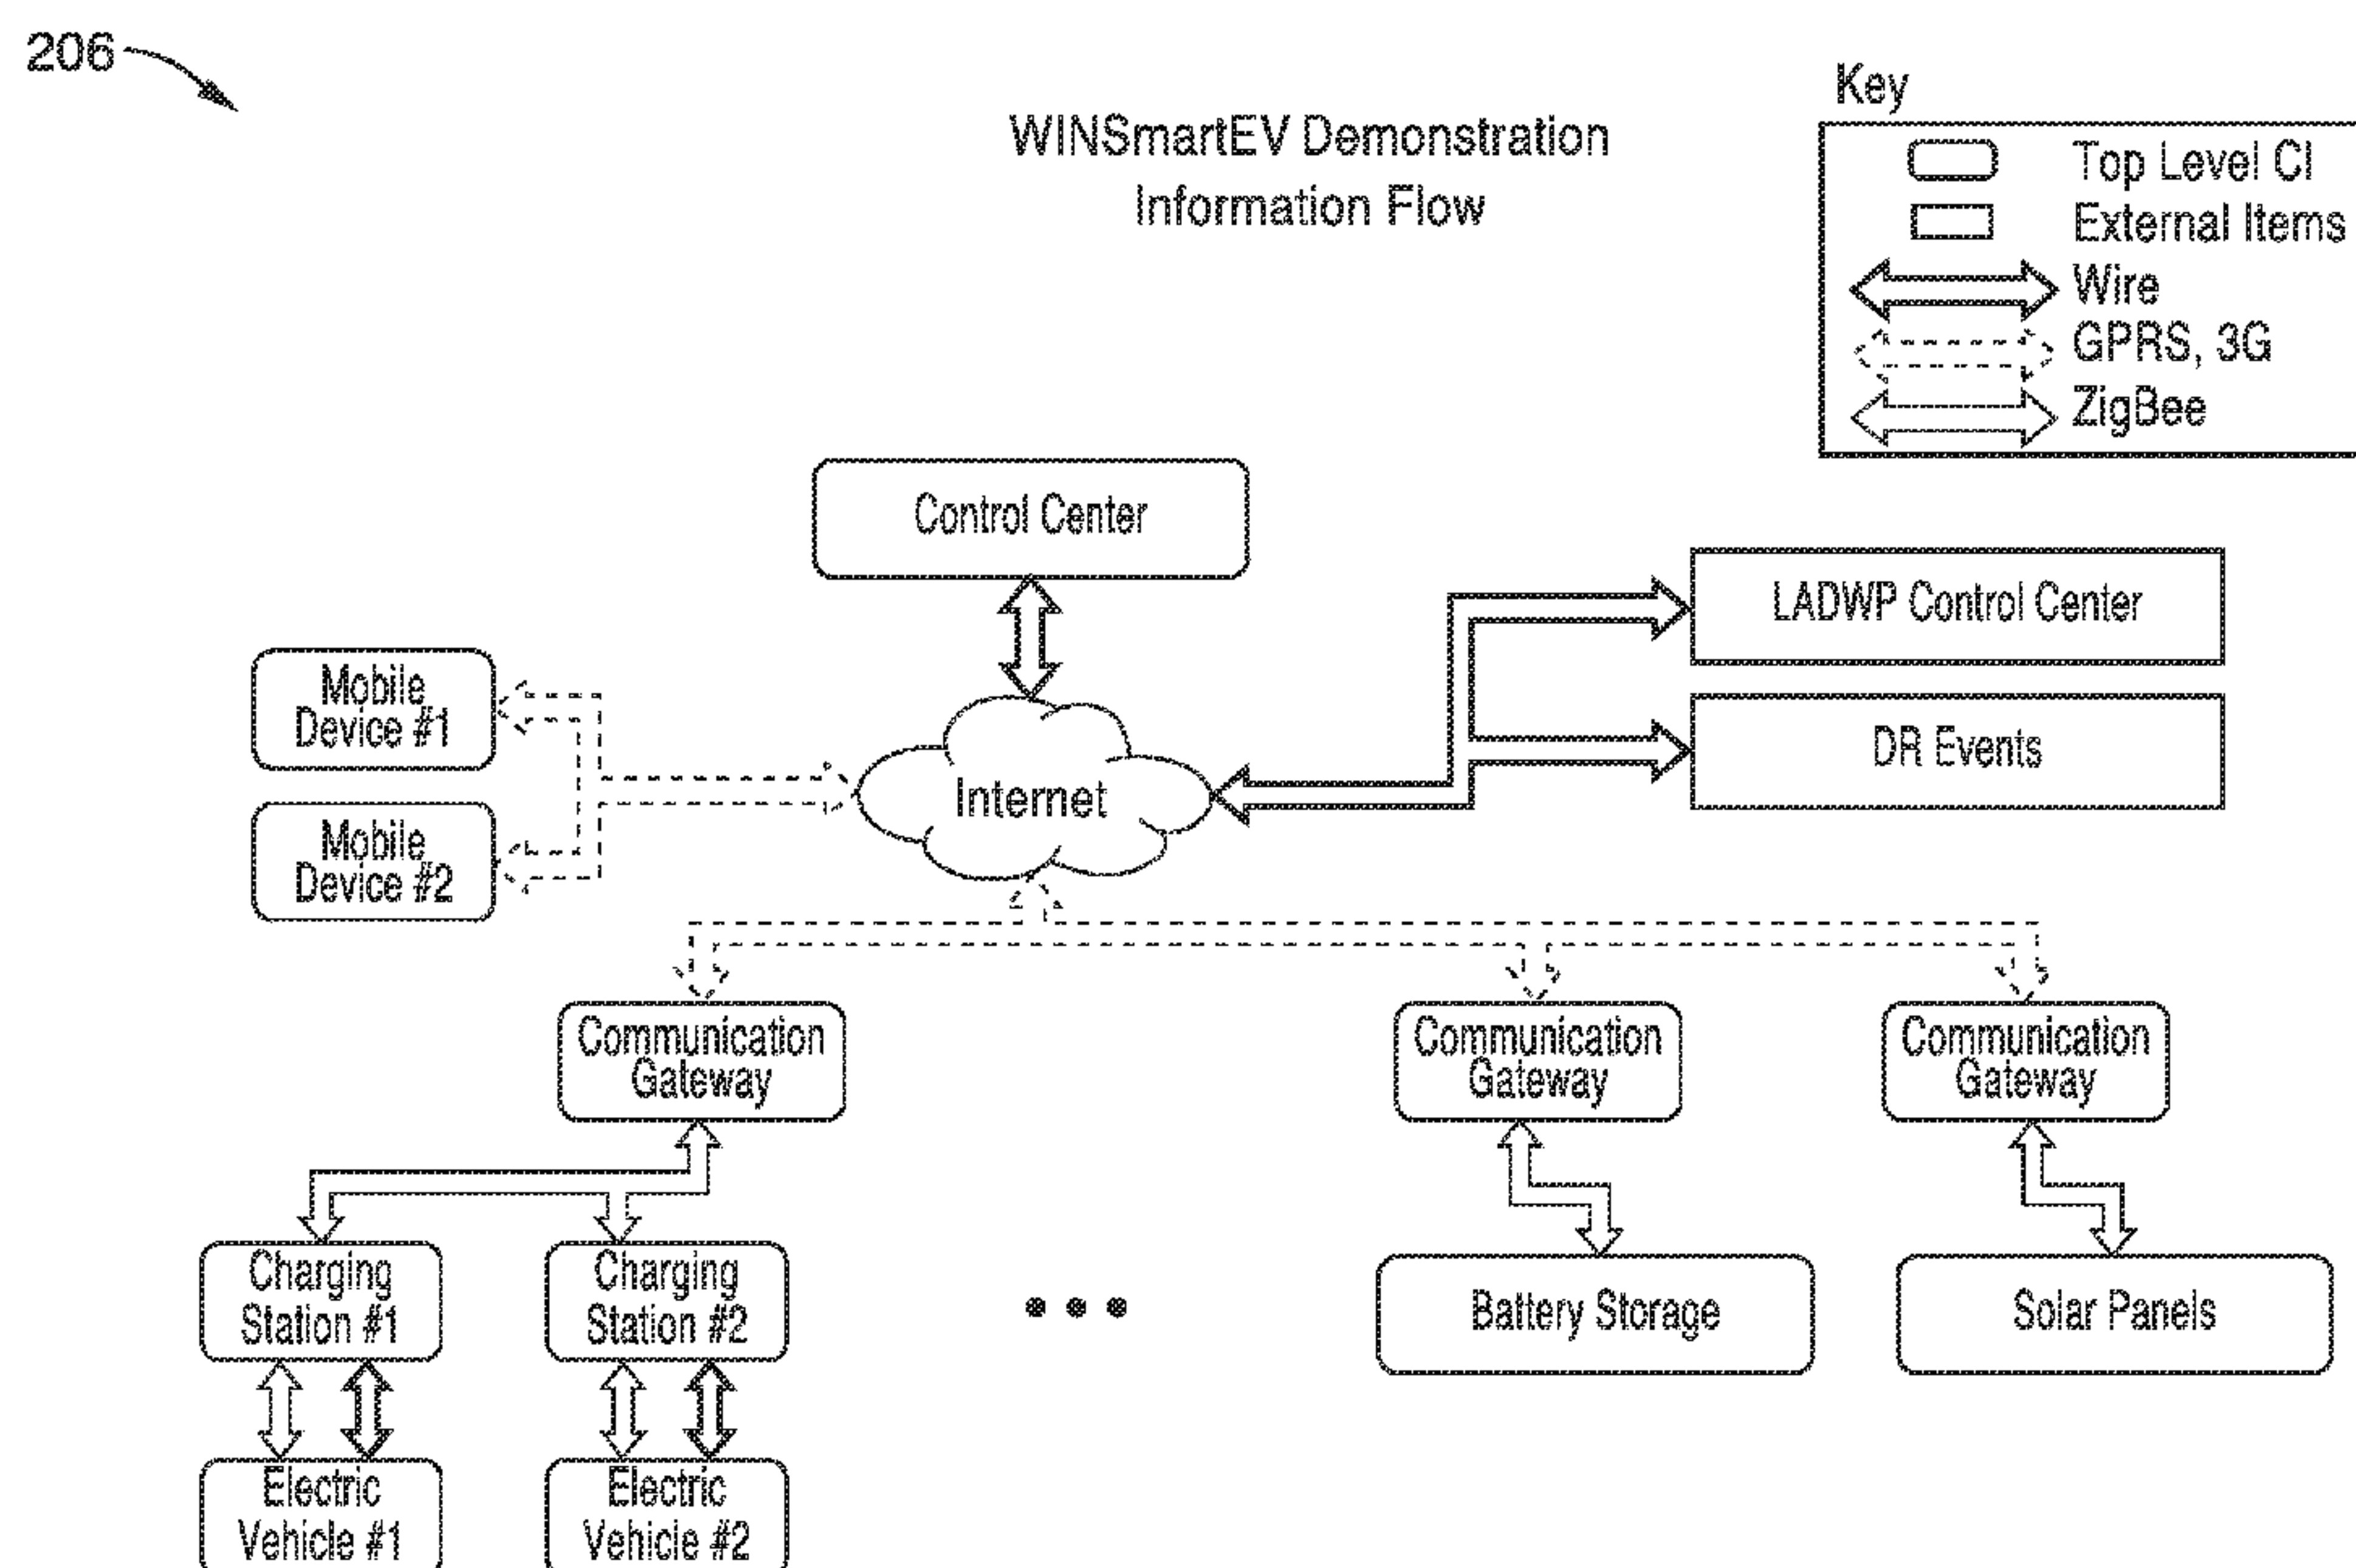 206
WINSmartEV Demonstration
Information Flow
Key
Top Level CI
External Items
Wire
GPRS, 3G
ZigBee
Control Center
LADWP Control Center
DR Events
Mobile
Device #1
Mobile
Device #2
Internet
Communication
Gateway
Communication
Gateway
Communication
Gateway
Charging
Station #1
Charging
Station #2
Battery Storage
Solar Panels
Electric
Vehicle #1
Electric
Vehicle #2